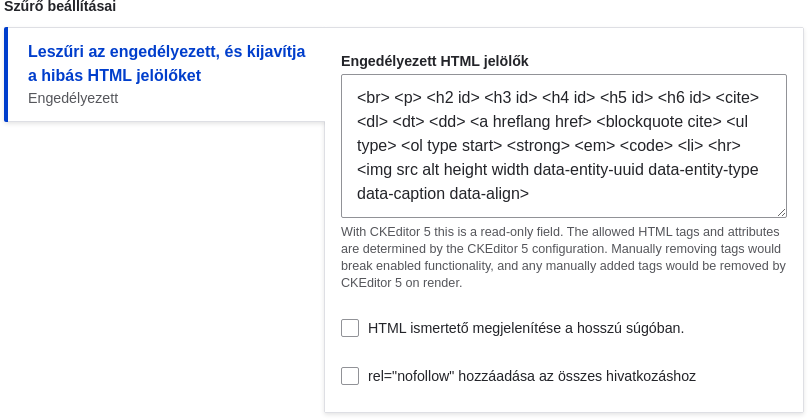 Szűrő beállításai
Leszűri az engedélyezett, és kijavítja
a hibás HTML jelölőket
Engedélyezett
Engedélyezett HTML jelölők
<br> <p> <h2 id> <h3 id> <h4 id> <h5 id> <h6 id> <cite>
<dl> <dt> <dd> <a hreflang href> <blockquote cite> <ul
type> <ol type start> <strong> <em> <code> <li> <hr>
<img src alt height width data-entity-uuid data-entity-type
data-caption data-align>
With CKEditor 5 this is a read-only field. The allowed HTML tags and attributes
are determined by the CKEditor 5 configuration. Manually removing tags would
break enabled functionality, and any manually added tags would be removed by
CKEditor 5 on render.
HTML ismertető megjelenítése a hosszú súgóban.
rel="nofollow" hozzáadása az összes hivatkozáshoz